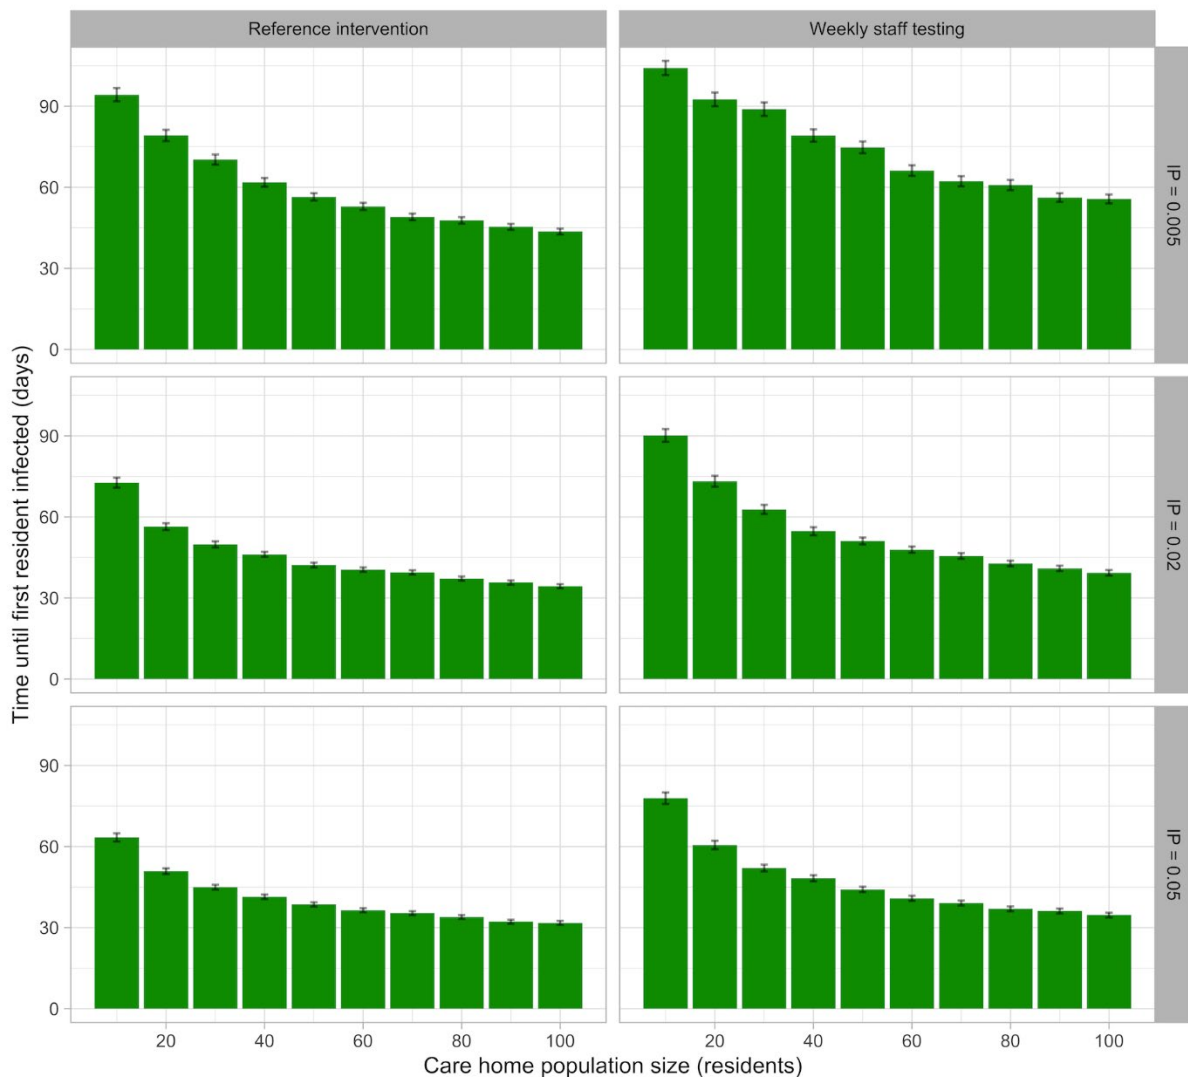 Reference intervention
Weekly staff testing
90
60
30
0
IP = 0.005
90
60
30
0
IP = 0.02
90
60
30
0
IP = 0.05
Time until first resident infected (days)
20 40 60 80 100
20 40 60 80 100
Care home population size (residents)